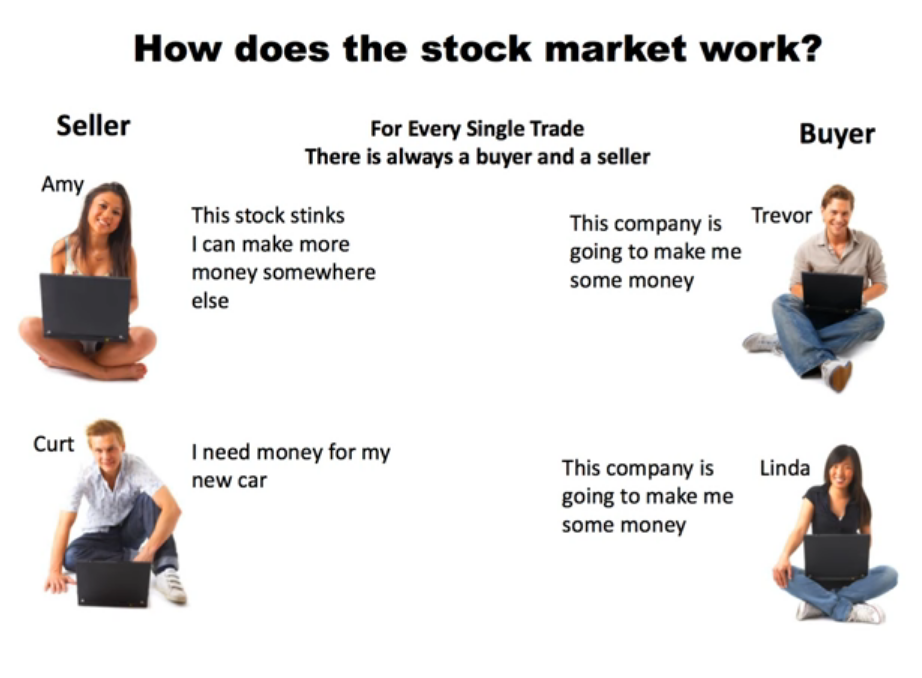 How does the stock market work?
Seller
For Every Single Trade
There is always a buyer and a seller
Buyer
Amy
This stock stinks
I can make more
money somewhere
else
This company is
going to make me
some money
Trevor
Curt
I need money for my
new car
This company is
going to make me
some money
Linda